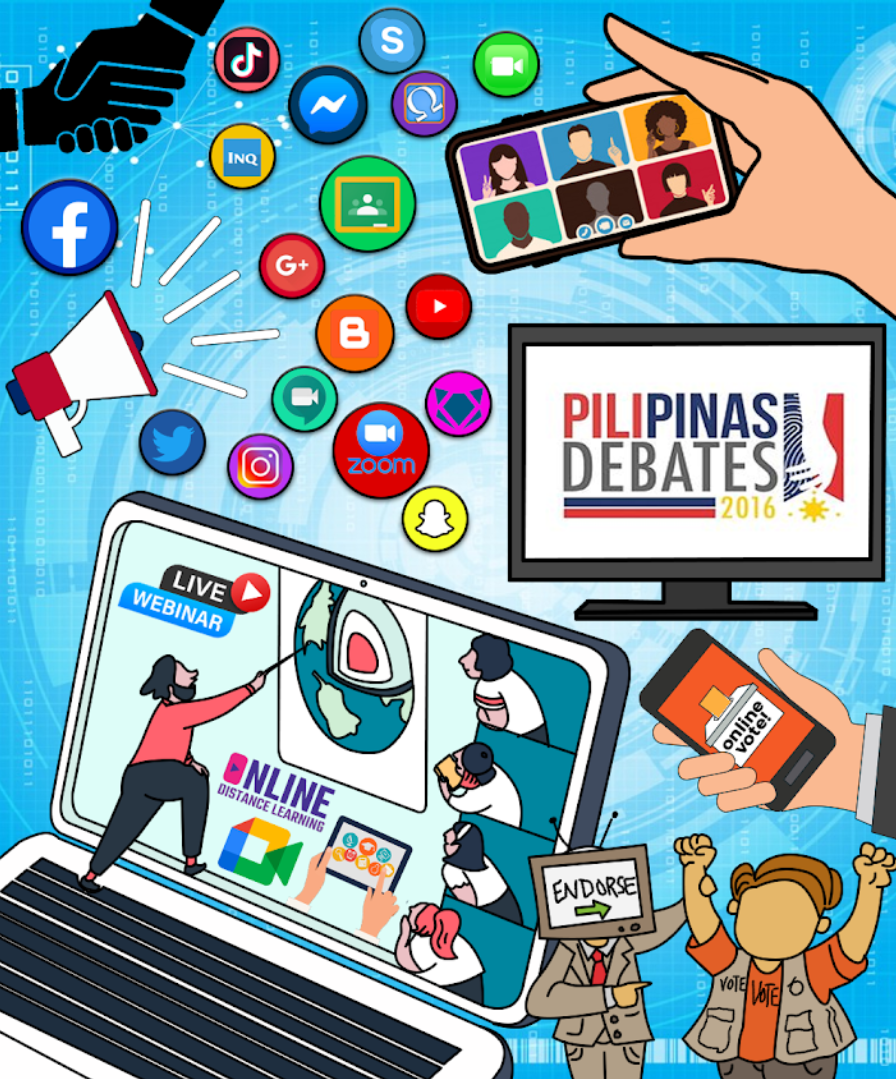 S
INQ
f
G+
B
zoom
PILIPINAS
DEBATES
2016
LIVE
WEBINAR
ONLINE
DISTANCE LEARNING
online
vote!
ENDORSE
VOTE
VOTE